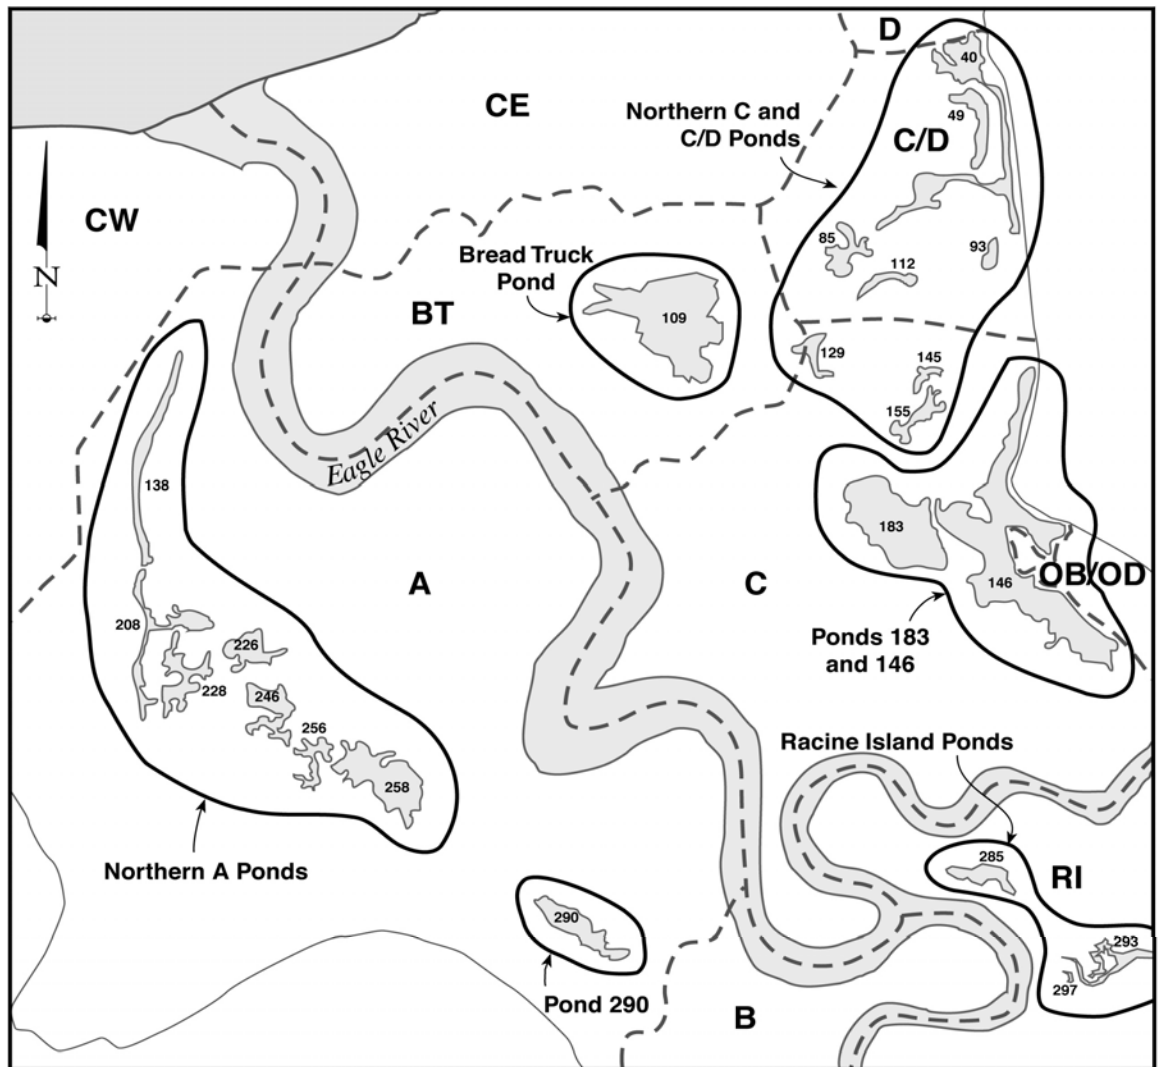 D
40
CE
Northern C and
C/D Ponds
49
C/D
CW
N
85
93
Bread Truck
Pond
112
BT
109
129
145
155
Eagle River
138
183
A
C
146
OB/OD
208
226
Ponds 183
and 146
228
246
256
Racine Island Ponds
258
285
Northern A Ponds
RI
290
293
297
Pond 290
B